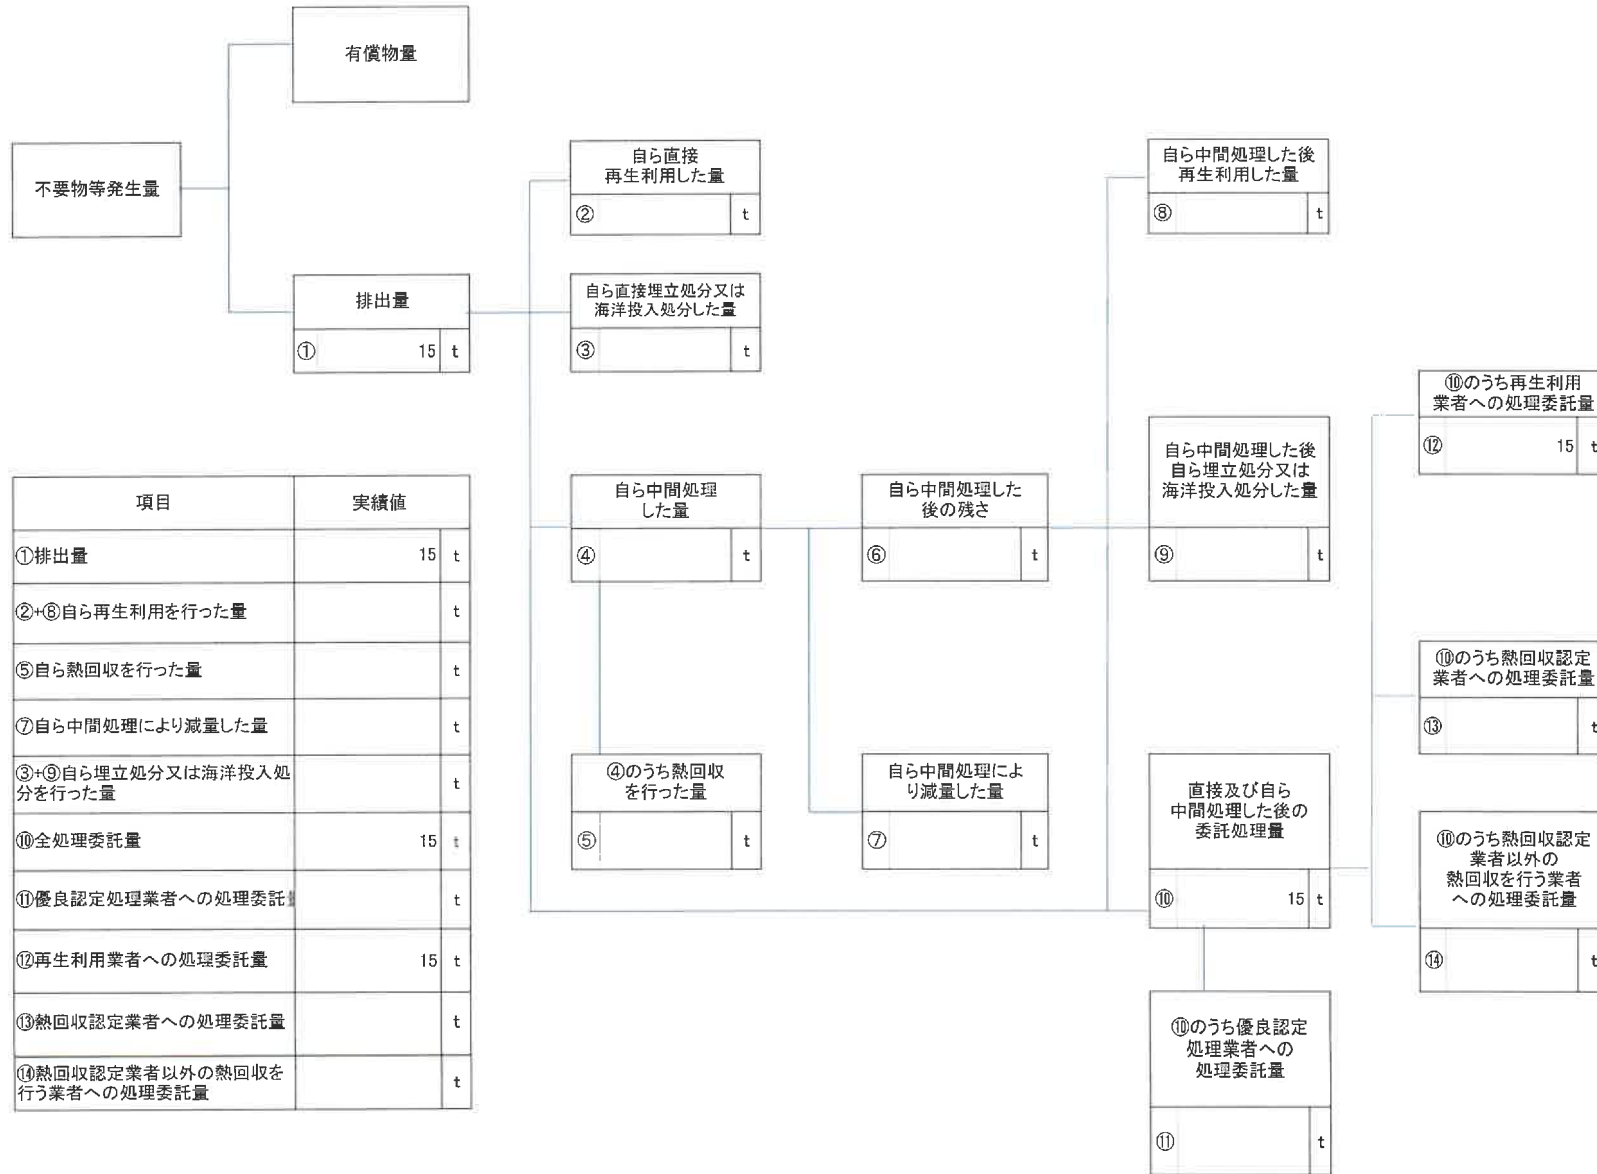 有償物量
不要物等発生量
排出量
① 15 t
自ら直接
再生利用した量
② t
自ら直接埋立処分又は
海洋投入処分した量
③ t
自ら中間処理した後
再生利用した量
⑧ t
自ら中間処理
した量
④ t
自ら中間処理した
後の残さ
⑥ t
自ら中間処理した後
自ら埋立処分又は
海洋投入処分した量
⑨ t
⑩のうち再生利用
業者への処理委託量
⑫ 15 t
④のうち熱回収
を行った量
⑤ t
自ら中間処理によ
り減量した量
⑦ t
直接及び自ら
中間処理した後の
委託処理量
⑩ 15 t
⑩のうち熱回収認定
業者への処理委託量
⑬ t
⑩のうち熱回収認定
業者以外の
熱回収を行う業者
への処理委託量
⑭ t
⑩のうち優良認定
処理業者への
処理委託量
⑪ t
項目 実績値
①排出量 15 t
②+⑧自ら再生利用を行った量 t
⑤自ら熱回収を行った量 t
⑦自ら中間処理により減量した量 t
③+⑨自ら埋立処分又は海洋投入処
分を行った量 t
⑩全処理委託量 15 t
⑪優良認定処理業者への処理委託 t
⑫再生利用業者への処理委託量 15 t
⑬熱回収認定業者への処理委託量 t
⑭熱回収認定業者以外の熱回収を
行う業者への処理委託量 t